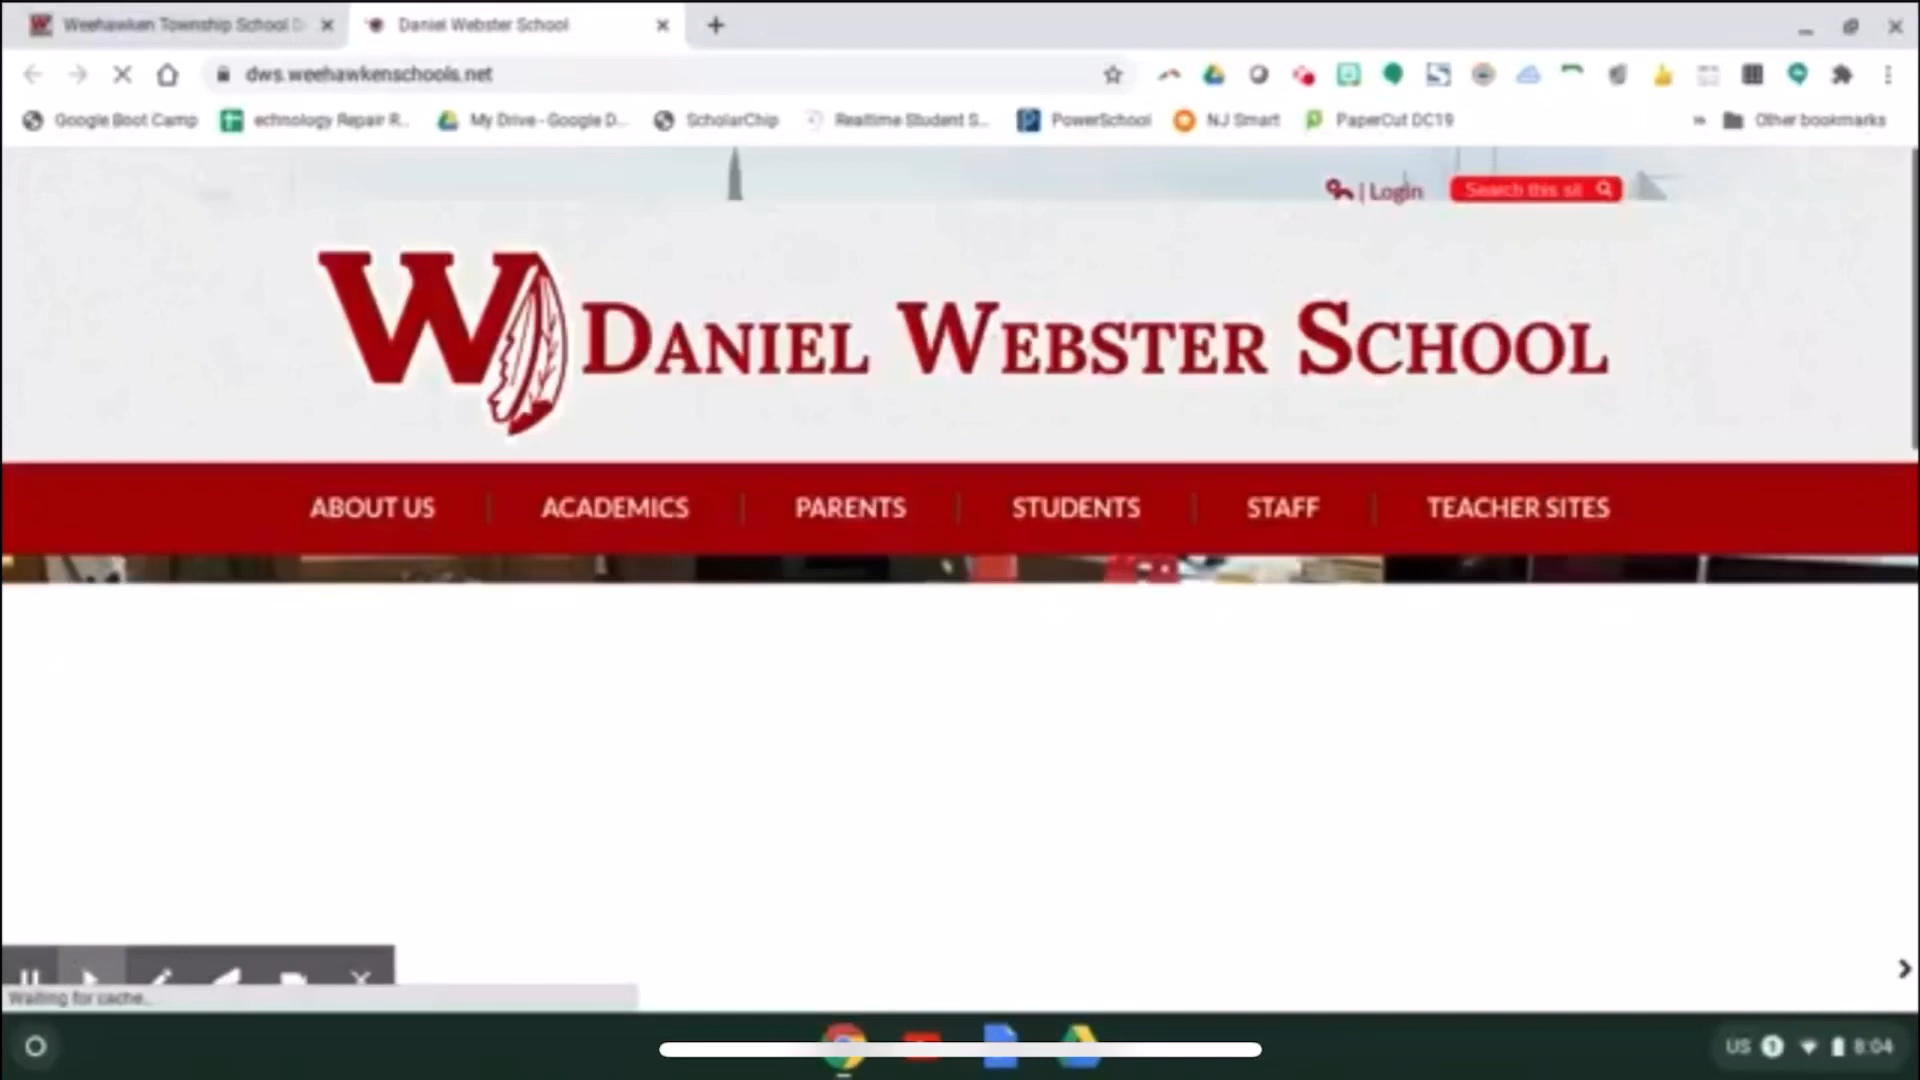 Weehawken Township School D
Daniel Webster School
dws.weehawkenschools.net
Google Boot Camp
echnology Repair R...
My Drive - Google D...
ScholarChip
Realtime Student S...
PowerSchool
NJ Smart
PaperCut DC19
»
Other bookmarks
| Login
Search this sit
W DANIEL WEBSTER SCHOOL
ABOUT US
ACADEMICS
PARENTS
STUDENTS
STAFF
TEACHER SITES
Waiting for cache...
US 1 8:04